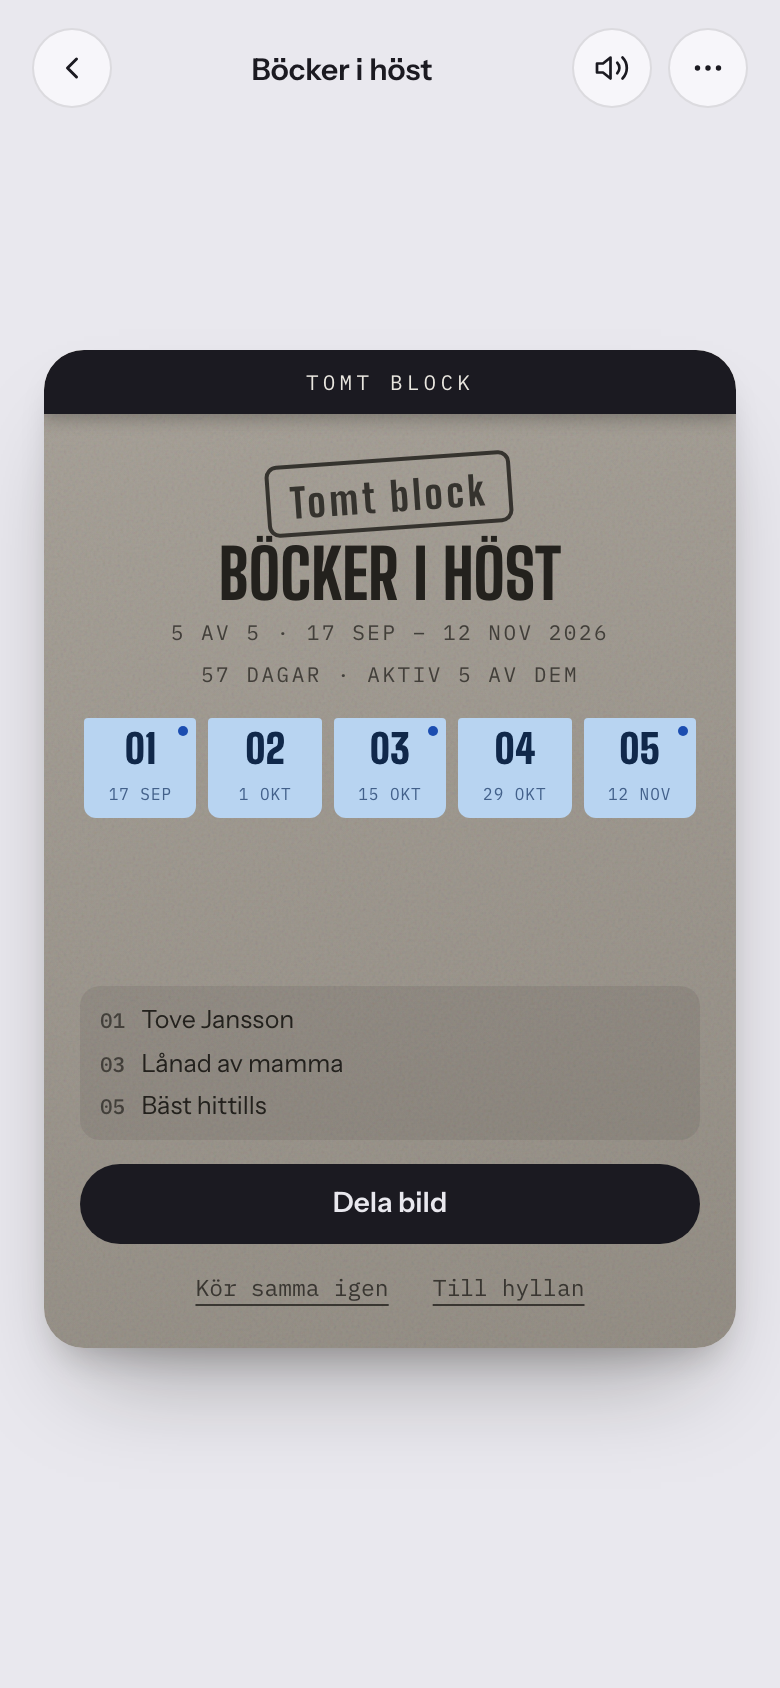 Böcker i höst
TOMT BLOCK
Tomt block
BÖCKER I HÖST
5 AV 5 · 17 SEP – 12 NOV 2026
57 DAGAR · AKTIV 5 AV DEM
01 02 03 04 05
17 SEP 1 OKT 15 OKT 29 OKT 12 NOV
01 Tove Jansson
03 Lånad av mamma
05 Bäst hittills
Dela bild
Kör samma igen Till hyllan